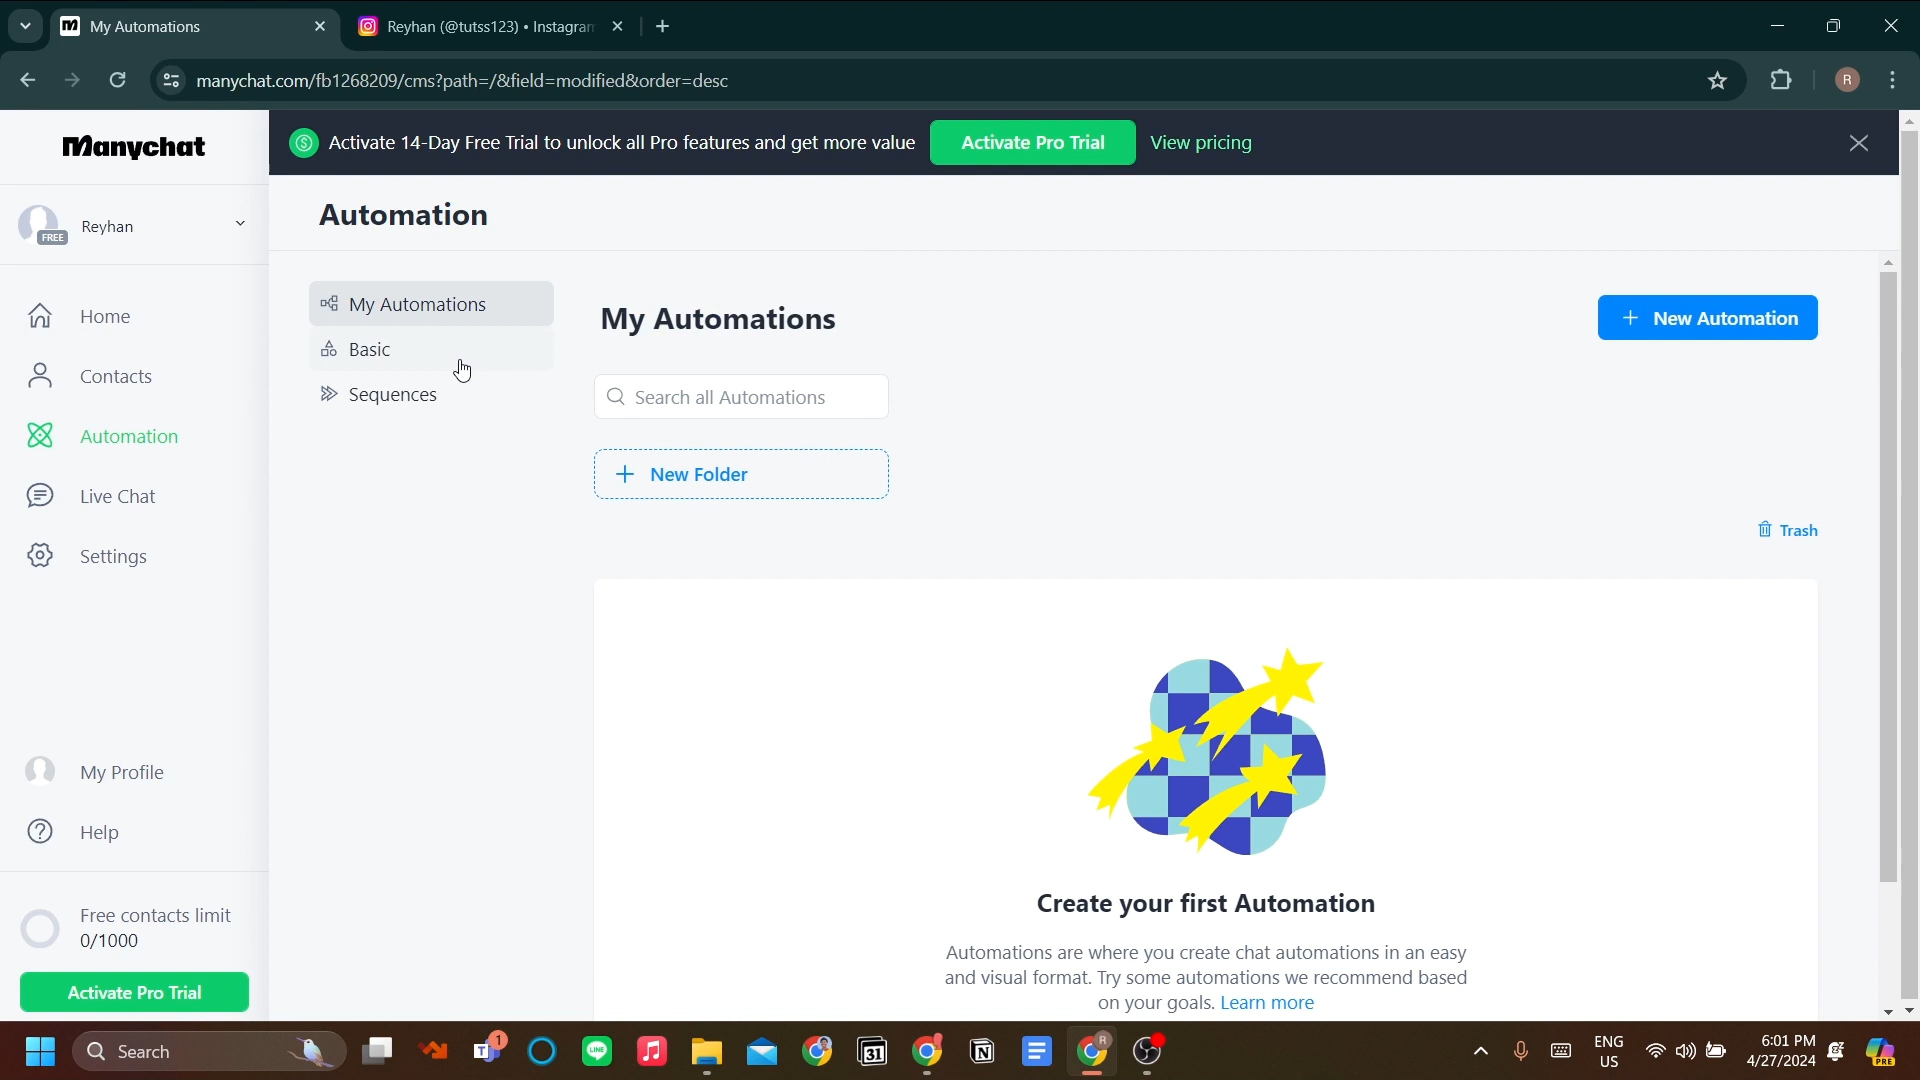 My Automations
Reyhan (@tutss123) • Instagram
manychat.com/fb1268209/cms?path=/&field=modified&order=desc
R
Manychat
Activate 14-Day Free Trial to unlock all Pro features and get more value
Activate Pro Trial
View pricing
FREE
Reyhan
Automation
Home
Contacts
Automation
Live Chat
Settings
My Profile
Help
Free contacts limit
0/1000
Activate Pro Trial
My Automations
Basic
Sequences
My Automations
+ New Automation
Search all Automations
+ New Folder
Trash
Create your first Automation
Automations are where you create chat automations in an easy
and visual format. Try some automations we recommend based
on your goals. Learn more
Search
1
LINE
31
R
ENG
US
6:01 PM
4/27/2024
PRE